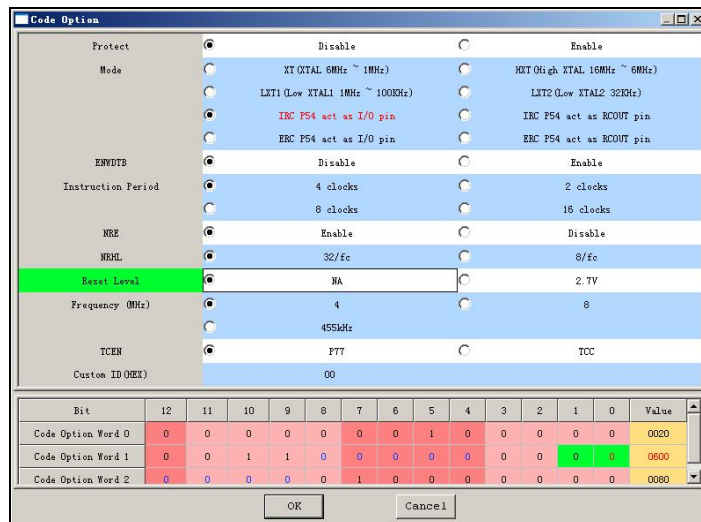 Code Option
Protect Disable Enable
Mode XT(XTAL 6MHz ~ 1MHz) HXT(High XTAL 16MHz ~ 6MHz)
LXT1(Low XTAL1 1MHz ~ 100KHz) LXT2(Low XTAL2 32KHz)
IRC P54 act as I/O pin IRC P54 act as RCOUT pin
ERC P54 act as I/O pin ERC P54 act as RCOUT pin
ENWDTB Disable Enable
Instruction Period 4 clocks 2 clocks
8 clocks 16 clocks
NRE Enable Disable
NRHL 32/fc 8/fc
Reset Level NA 2.7V
Frequency (MHz) 4 8
455kHz
TCEN P77 TCC
Custom ID(HEX) 00
Bit 12 11 10 9 8 7 6 5 4 3 2 1 0 Value
Code Option Word 0 0 0 0 0 0 0 0 1 0 0 0 0 0 0020
Code Option Word 1 0 0 1 1 0 0 0 0 0 0 0 0 0 0600
Code Option Word 2 0 0 0 0 0 1 0 0 0 0 0 0 0 0080
OK Cancel